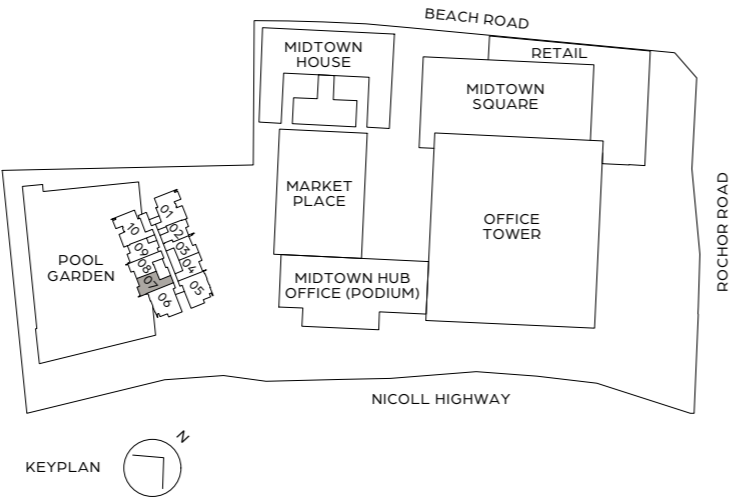 BEACH ROAD
MIDTOWN
HOUSE
RETAIL
MIDTOWN
SQUARE
MARKET
PLACE
OFFICE
TOWER
ROCHOR ROAD
POOL
GARDEN
01
02
03
04
05
10
09
08
07
06
MIDTOWN HUB
OFFICE (PODIUM)
NICOLL HIGHWAY
KEYPLAN
N